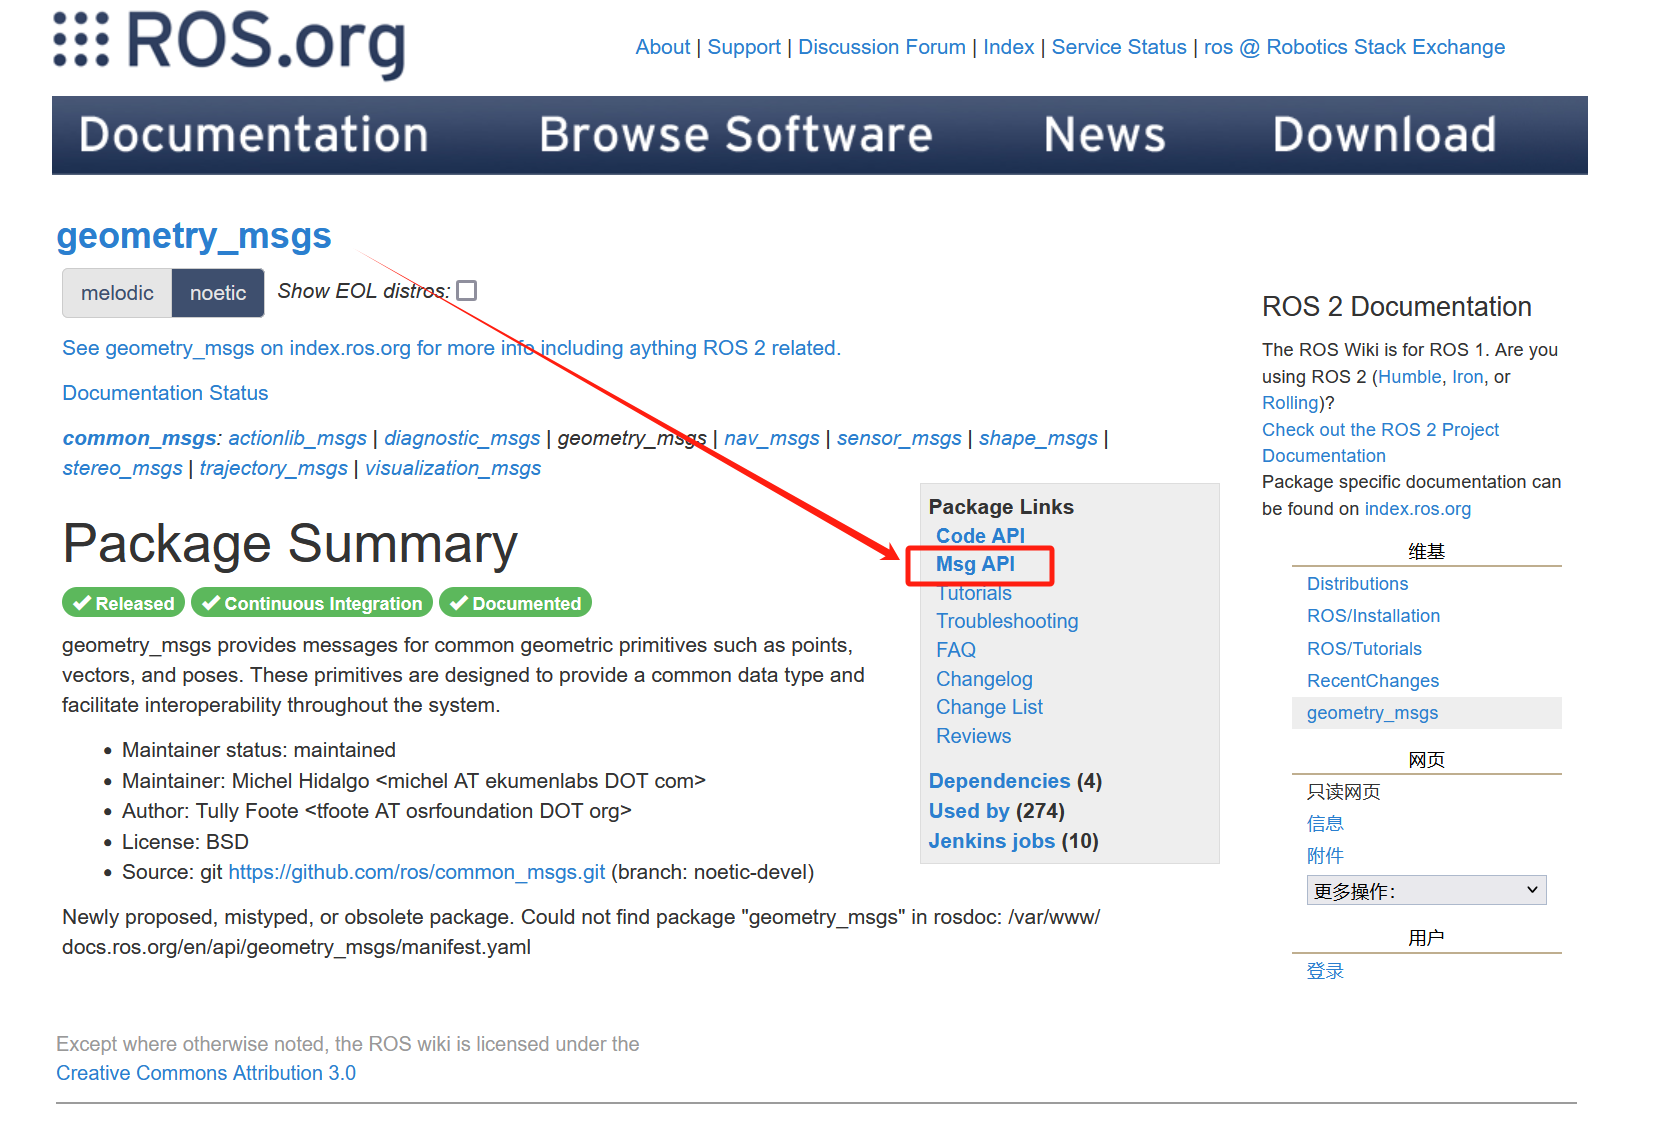 ROS.org
About | Support | Discussion Forum | Index | Service Status | ros @ Robotics Stack Exchange
Documentation Browse Software News Download
geometry_msgs
melodic noetic Show EOL distros:
See geometry_msgs on index.ros.org for more info including aything ROS 2 related.
Documentation Status
common_msgs: actionlib_msgs | diagnostic_msgs | geometry_msgs | nav_msgs | sensor_msgs | shape_msgs |
stereo_msgs | trajectory_msgs | visualization_msgs
Package Summary
Released Continuous Integration Documented
geometry_msgs provides messages for common geometric primitives such as points,
vectors, and poses. These primitives are designed to provide a common data type and
facilitate interoperability throughout the system.
Maintainer status: maintained
Maintainer: Michel Hidalgo <michel AT ekumenlabs DOT com>
Author: Tully Foote <tfoote AT osrfoundation DOT org>
License: BSD
Source: git https://github.com/ros/common_msgs.git (branch: noetic-devel)
Newly proposed, mistyped, or obsolete package. Could not find package "geometry_msgs" in rosdoc: /var/www/
docs.ros.org/en/api/geometry_msgs/manifest.yaml
Package Links
Code API
Msg API
Tutorials
Troubleshooting
FAQ
Changelog
Change List
Reviews
Dependencies (4)
Used by (274)
Jenkins jobs (10)
ROS 2 Documentation
The ROS Wiki is for ROS 1. Are you
using ROS 2 (Humble, Iron, or
Rolling)?
Check out the ROS 2 Project
Documentation
Package specific documentation can
be found on index.ros.org
维基
Distributions
ROS/Installation
ROS/Tutorials
RecentChanges
geometry_msgs
网页
只读网页
信息
附件
更多操作：
用户
登录
Except where otherwise noted, the ROS wiki is licensed under the
Creative Commons Attribution 3.0